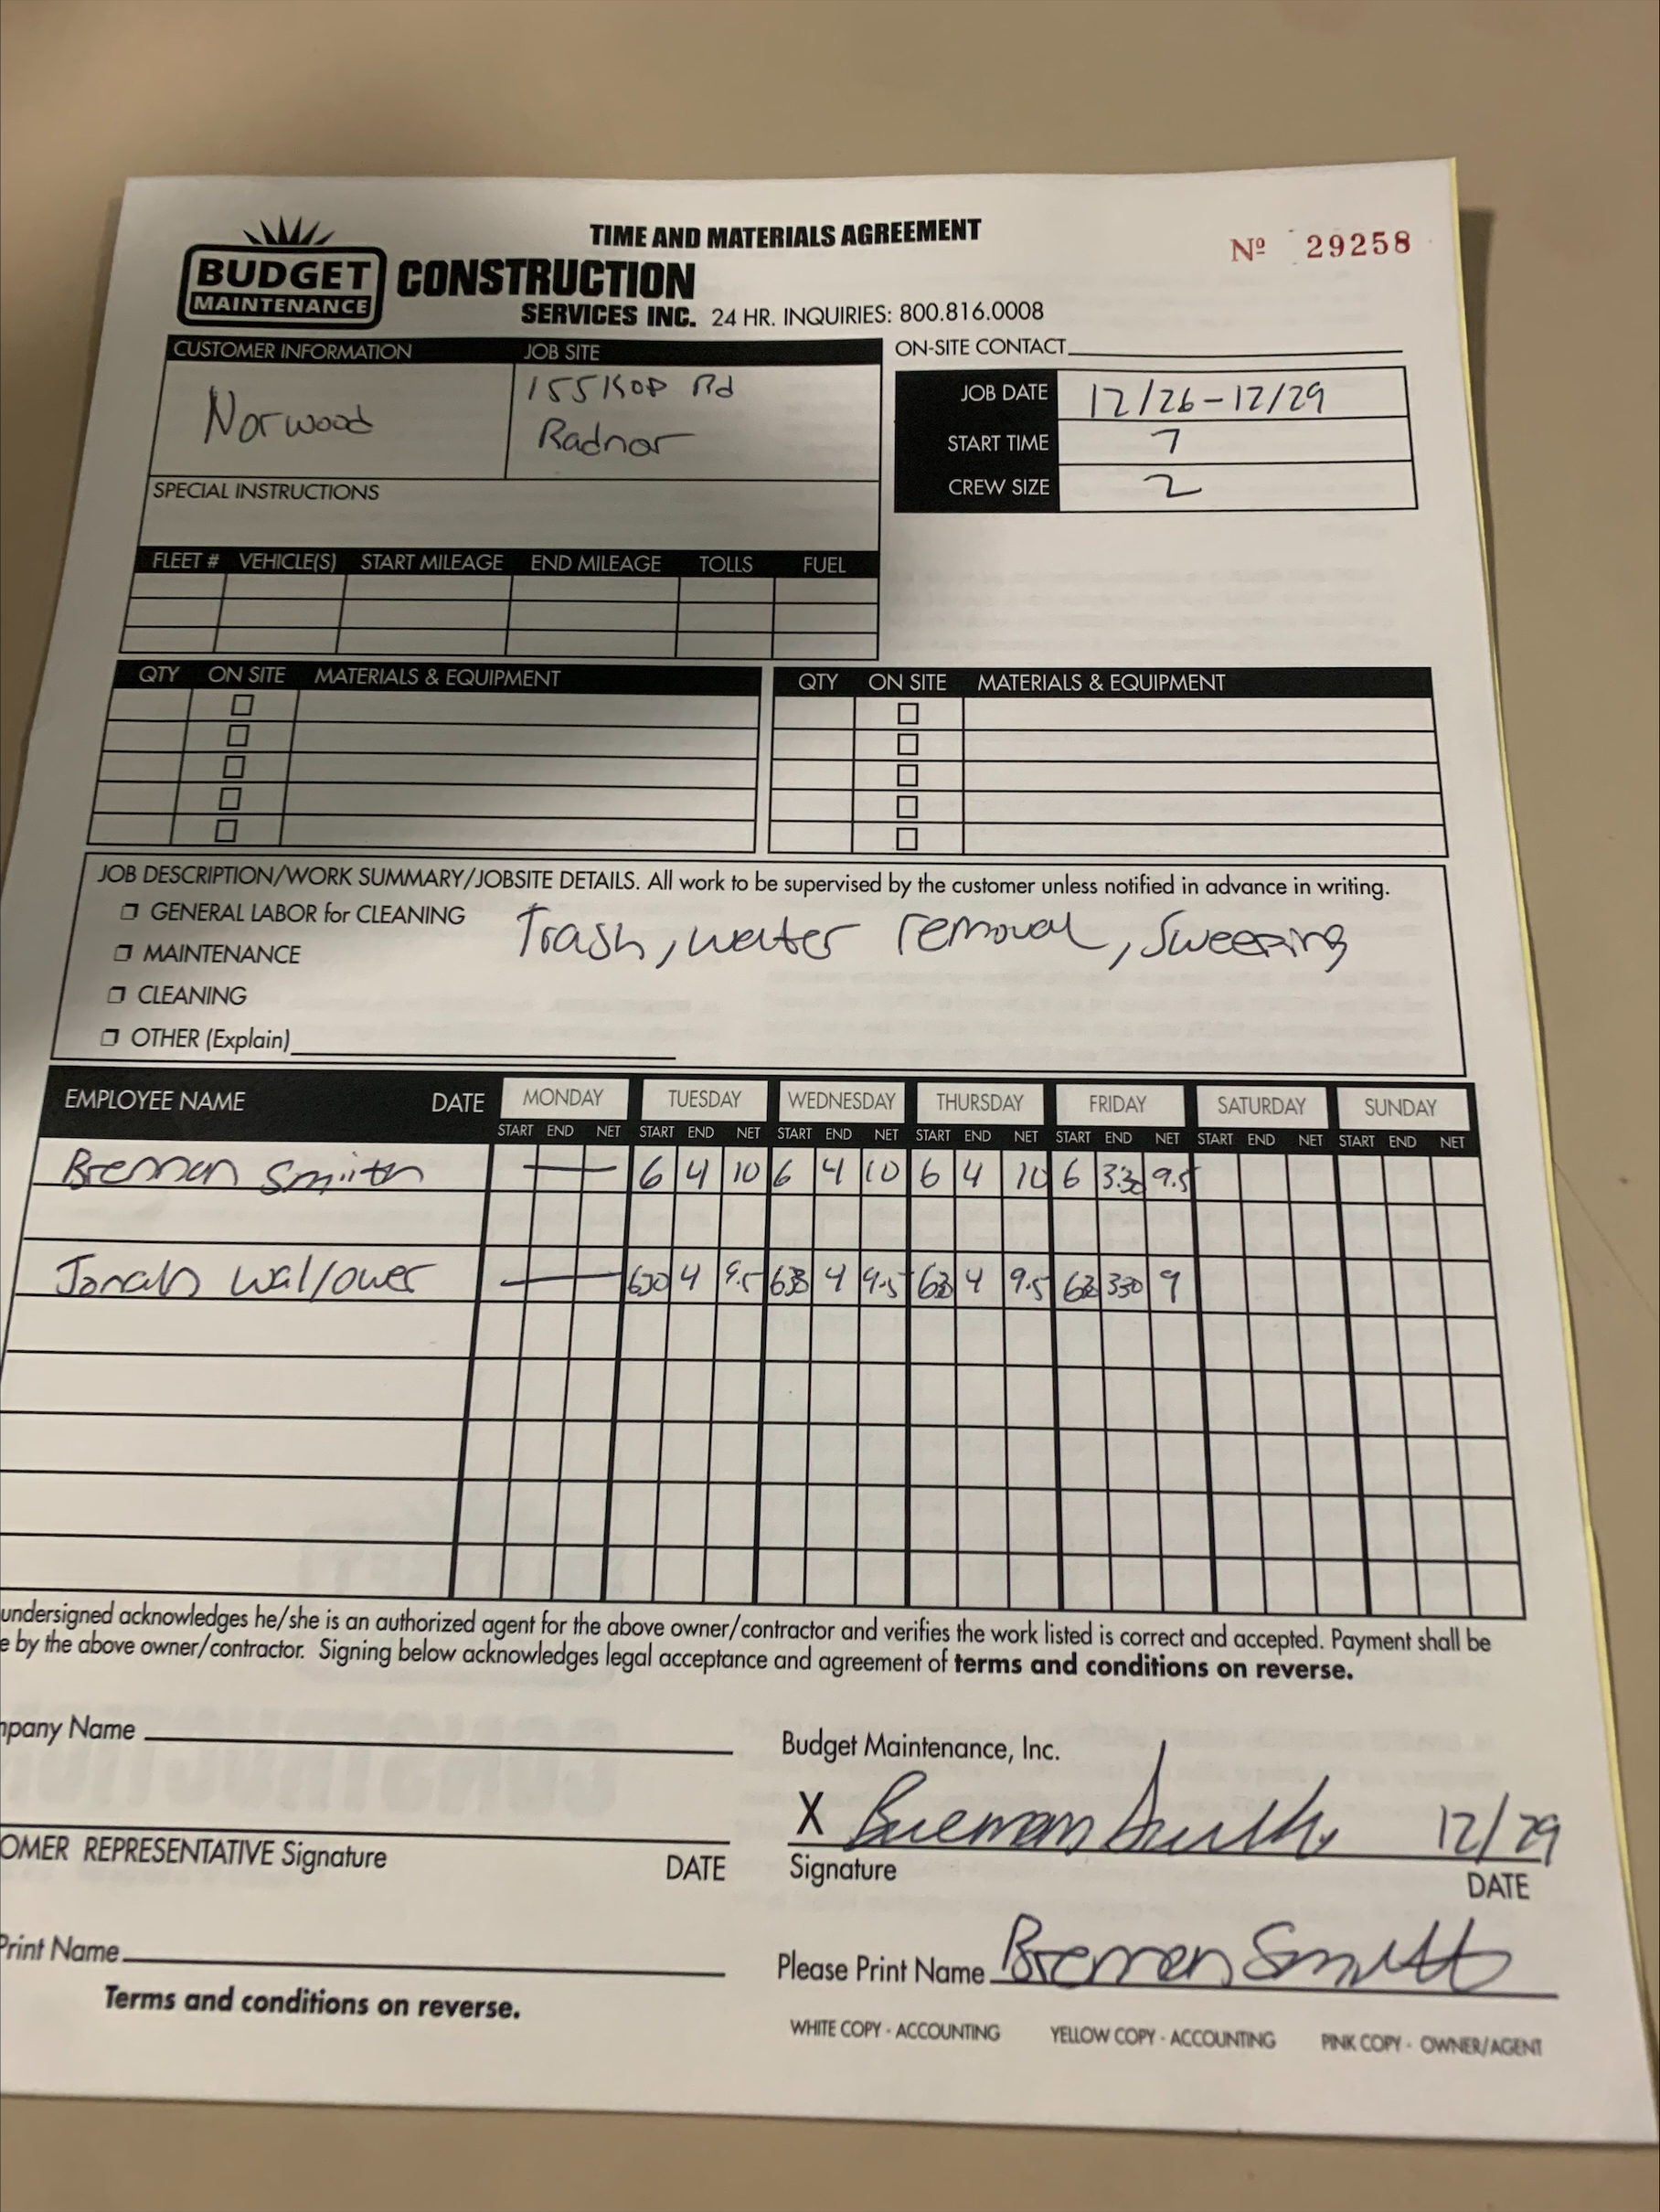 TIME AND MATERIALS AGREEMENT
Nº 29258
BUDGET MAINTENANCE
CONSTRUCTION
SERVICES INC. 24 HR. INQUIRIES: 800.816.0008
CUSTOMER INFORMATION JOB SITE
ON-SITE CONTACT
Norwood
155 KOP Rd
Radnor
JOB DATE 12/26-12/29
START TIME 7
CREW SIZE 2
SPECIAL INSTRUCTIONS
FLEET # VEHICLE(S) START MILEAGE END MILEAGE TOLLS FUEL
QTY ON SITE MATERIALS & EQUIPMENT QTY ON SITE MATERIALS & EQUIPMENT
JOB DESCRIPTION/WORK SUMMARY/JOBSITE DETAILS. All work to be supervised by the customer unless notified in advance in writing.
GENERAL LABOR for CLEANING
Trash, water removal, Sweeping
MAINTENANCE
CLEANING
OTHER (Explain)
EMPLOYEE NAME DATE MONDAY TUESDAY WEDNESDAY THURSDAY FRIDAY SATURDAY SUNDAY
START END NET START END NET START END NET START END NET START END NET START END NET START END NET
Brennan Smith 6 4 10 6 4 10 6 4 10 6 3:30 9.5
Jonah Wallower 630 4 9.5 630 4 9.5 630 4 9.5 630 330 9
undersigned acknowledges he/she is an authorized agent for the above owner/contractor and verifies the work listed is correct and accepted. Payment shall be
e by the above owner/contractor. Signing below acknowledges legal acceptance and agreement of terms and conditions on reverse.
mpany Name
Budget Maintenance, Inc.
X Brennan Smith 12/29
OMER REPRESENTATIVE Signature DATE
Signature DATE
Print Name
Please Print Name Brennan Smith
Terms and conditions on reverse.
WHITE COPY - ACCOUNTING YELLOW COPY - ACCOUNTING PINK COPY - OWNER/AGENT